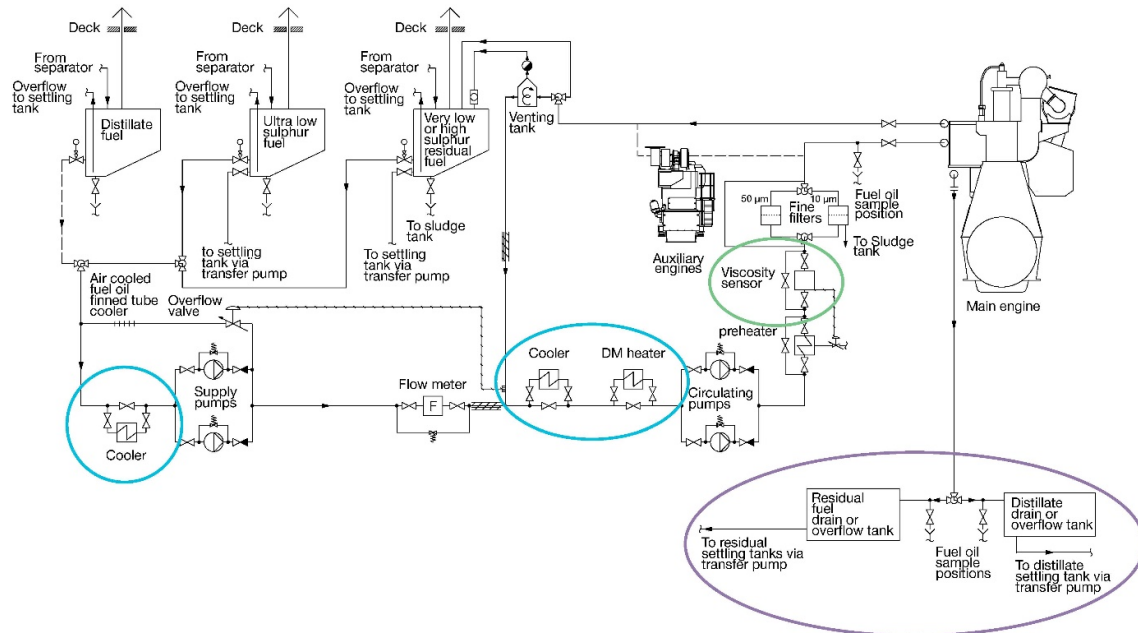 Deck
Deck
Deck
From
separator
From
separator
From
separator
Overflow
to settling
tank
Overflow
to settling
tank
Overflow
to settling
tank
Distillate
fuel
Ultra low
sulphur
fuel
Very low
or high
sulphur
residual
fuel
Venting
tank
50 µm
10 µm
Fine
filters
Fuel oil
sample
position
To Sludge
tank
To sludge
tank
to settling
tank via
transfer pump
To settling
tank via
transfer pump
Auxiliary
engines
Viscosity
sensor
Main engine
Air cooled
fuel oil
finned tube
cooler
Overflow
valve
preheater
Supply
pumps
Flow meter
F
Cooler
DM heater
Circulating
pumps
Cooler
Residual
fuel
drain or
overflow tank
Distillate
drain or
overflow tank
To residual
settling tanks via
transfer pump
Fuel oil
sample
positions
To distillate
settling tank via
transfer pump